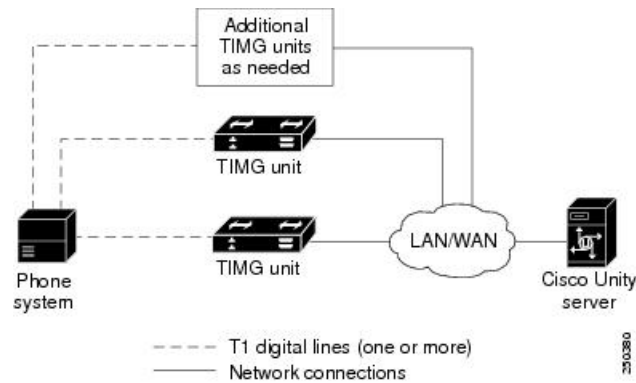 Additional
TIMG units
as needed
TIMG unit
TIMG unit
LAN/WAN
Phone
system
Cisco Unity
server
T1 digital lines (one or more)
Network connections
250380